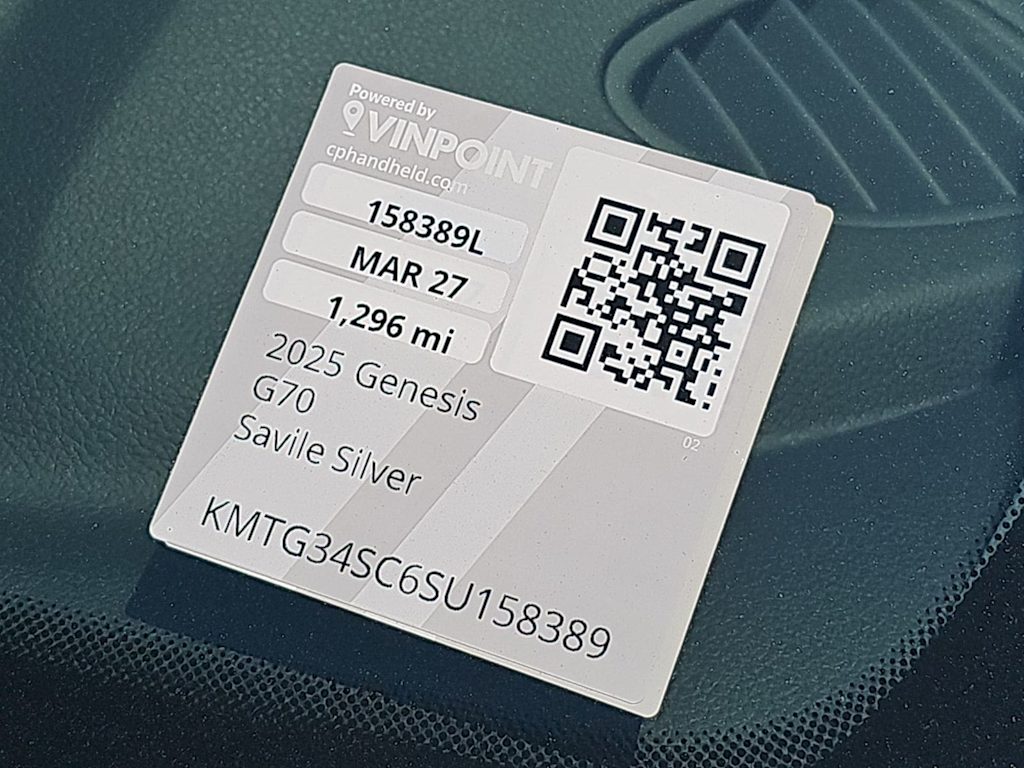 Powered by
VINPOINT
cphandheld.com
158389L
MAR 27
1,296 mi
2025 Genesis
G70
Savile Silver
02
KMTG34SC6SU158389